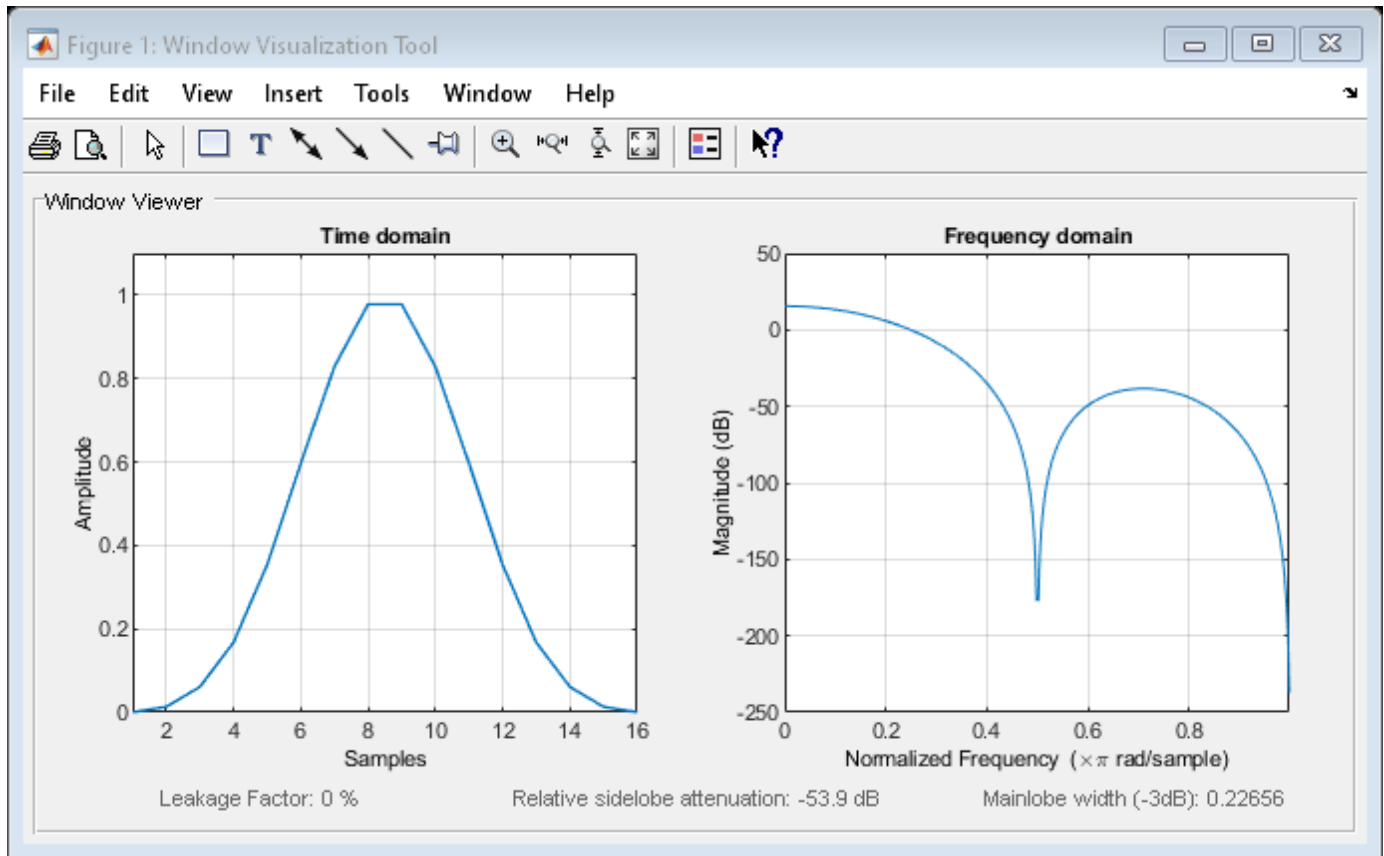 Figure 1: Window Visualization Tool
File Edit View Insert Tools Window Help
T
?
Window Viewer
Time domain
1
0.8
0.6
0.4
0.2
0
2 4 6 8 10 12 14 16
Amplitude
Samples
Frequency domain
50
0
-50
-100
-150
-200
-250
0 0.2 0.4 0.6 0.8
Magnitude (dB)
Normalized Frequency (×π rad/sample)
Leakage Factor: 0 % Relative sidelobe attenuation: -53.9 dB Mainlobe width (-3dB): 0.22656